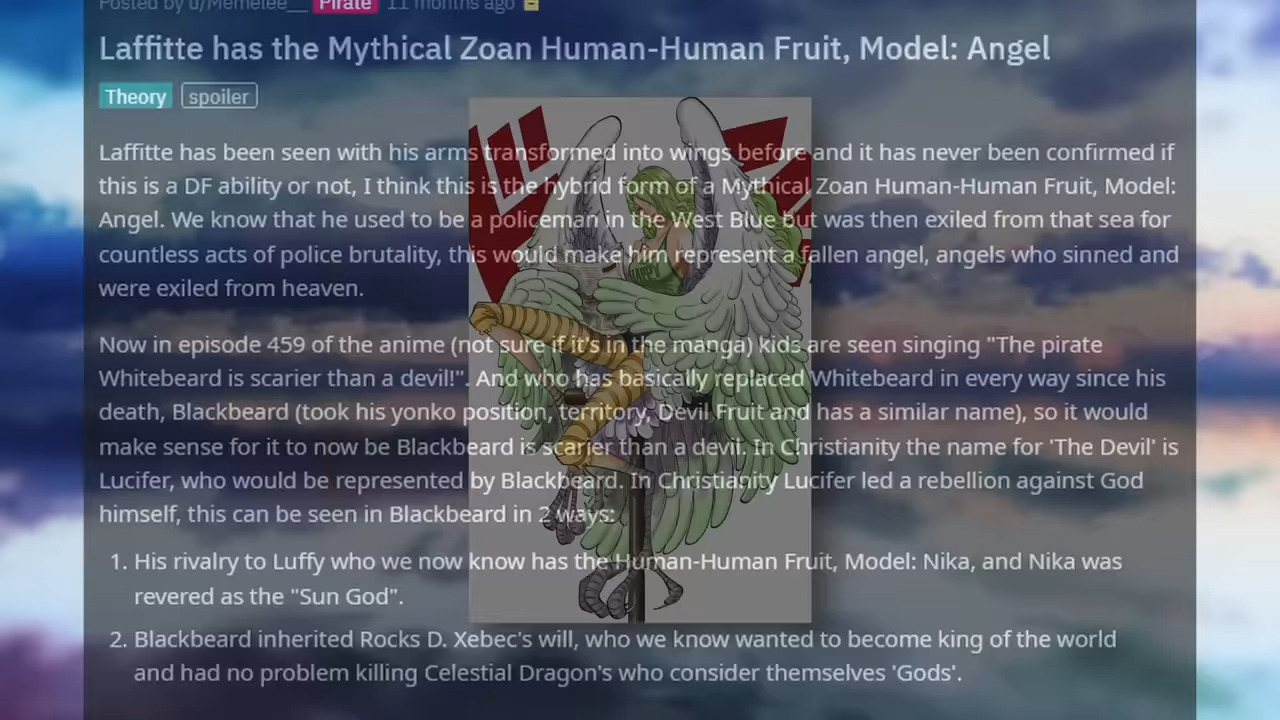 Posted by u/Memelee__ Pirate 11 months ago
Laffitte has the Mythical Zoan Human-Human Fruit, Model: Angel
Theory spoiler
Laffitte has been seen with his arms transformed into wings before and it has never been confirmed if
this is a DF ability or not, I think this is the hybrid form of a Mythical Zoan Human-Human Fruit, Model:
Angel. We know that he used to be a policeman in the West Blue but was then exiled from that sea for
countless acts of police brutality, this would make him represent a fallen angel, angels who sinned and
were exiled from heaven.
Now in episode 459 of the anime (not sure if it's in the manga) kids are seen singing "The pirate
Whitebeard is scarier than a devil!". And who has basically replaced Whitebeard in every way since his
death, Blackbeard (took his yonko position, territory, Devil Fruit and has a similar name), so it would
make sense for it to now be Blackbeard is scarier than a devil. In Christianity the name for 'The Devil' is
Lucifer, who would be represented by Blackbeard. In Christianity Lucifer led a rebellion against God
himself, this can be seen in Blackbeard in 2 ways:
1. His rivalry to Luffy who we now know has the Human-Human Fruit, Model: Nika, and Nika was
revered as the "Sun God".
2. Blackbeard inherited Rocks D. Xebec's will, who we know wanted to become king of the world
and had no problem killing Celestial Dragon's who consider themselves 'Gods'.
HAPPY